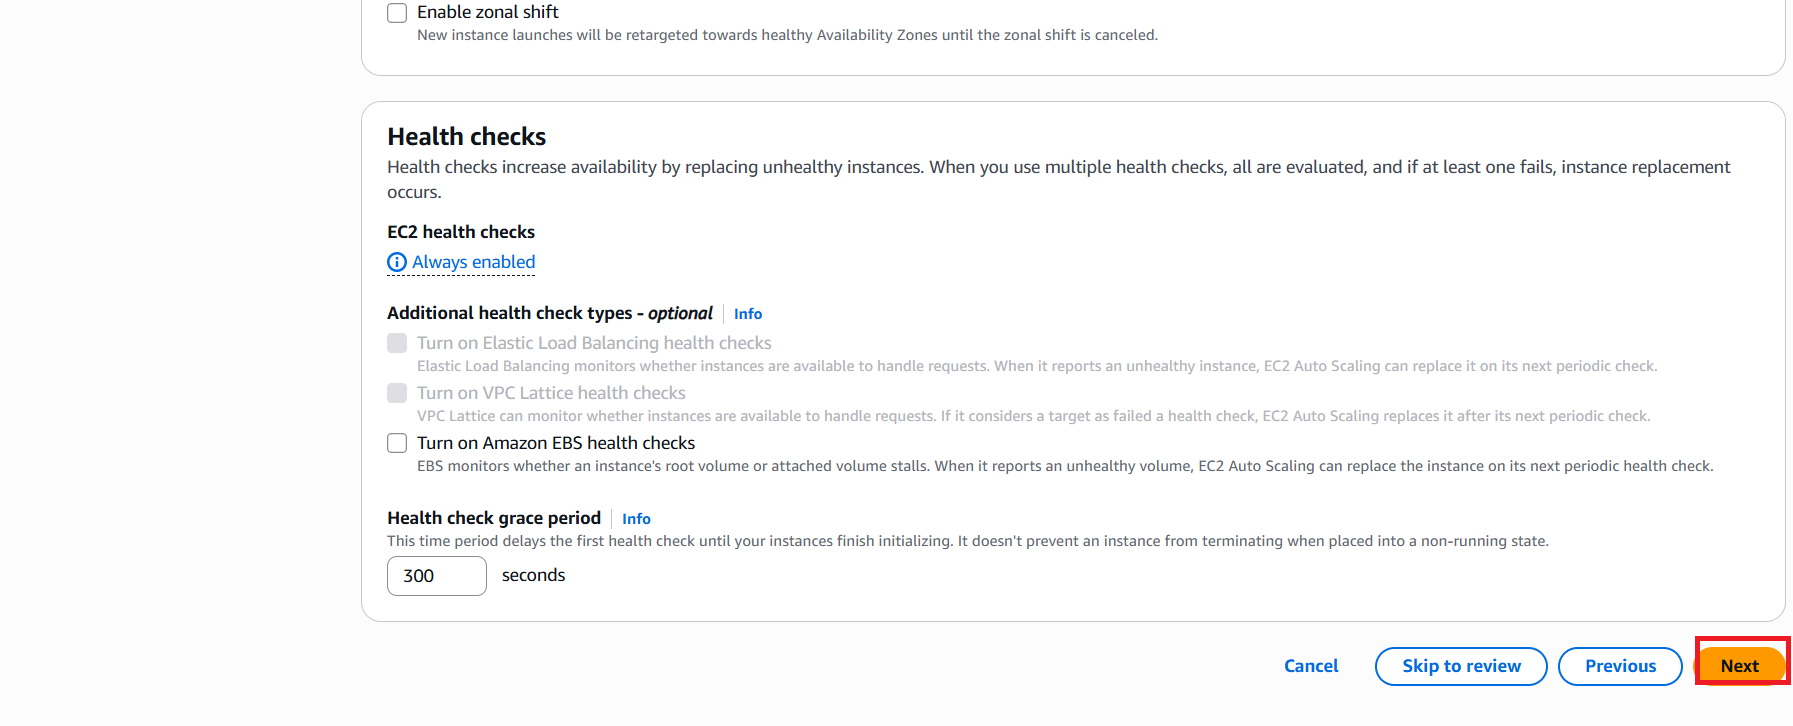 Enable zonal shift
New instance launches will be retargeted towards healthy Availability Zones until the zonal shift is canceled.
Health checks
Health checks increase availability by replacing unhealthy instances. When you use multiple health checks, all are evaluated, and if at least one fails, instance replacement
occurs.
EC2 health checks
Always enabled
Additional health check types - optional Info
Turn on Elastic Load Balancing health checks
Elastic Load Balancing monitors whether instances are available to handle requests. When it reports an unhealthy instance, EC2 Auto Scaling can replace it on its next periodic check.
Turn on VPC Lattice health checks
VPC Lattice can monitor whether instances are available to handle requests. If it considers a target as failed a health check, EC2 Auto Scaling replaces it after its next periodic check.
Turn on Amazon EBS health checks
EBS monitors whether an instance's root volume or attached volume stalls. When it reports an unhealthy volume, EC2 Auto Scaling can replace the instance on its next periodic health check.
Health check grace period Info
This time period delays the first health check until your instances finish initializing. It doesn't prevent an instance from terminating when placed into a non-running state.
300 seconds
Cancel Skip to review Previous Next